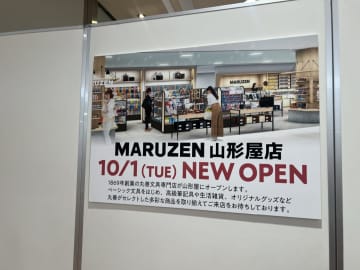 MARUZEN
MARUZEN 山形屋店
10/1(TUE) NEW OPEN
1869年創業の丸善文具専門店が山形屋にオープンします。
ベーシック文具をはじめ、高級筆記具や生活雑貨、オリジナルグッズなど
丸善がセレクトした多彩な商品を取り揃えてご来店をお待ちしております。